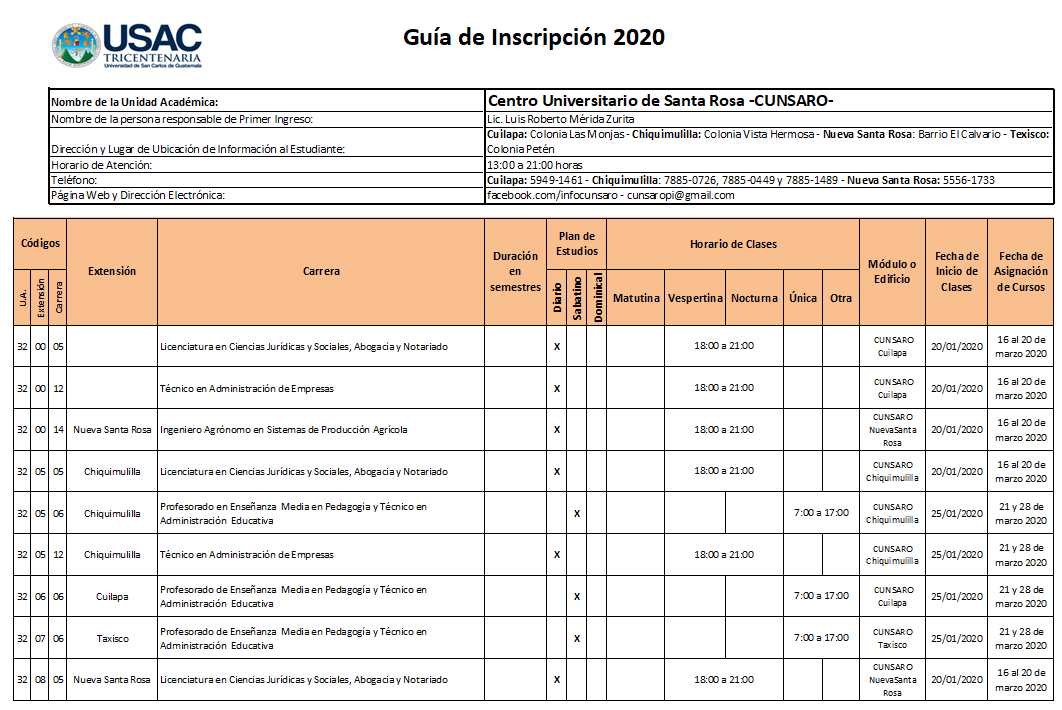 USAC
TRICENTENARIA
Universidad de San Carlos de Guatemala
Guía de Inscripción 2020
Nombre de la Unidad Académica: Centro Universitario de Santa Rosa -CUNSARO-
Nombre de la persona responsable de Primer Ingreso: Lic. Luis Roberto Mérida Zurita
Dirección y Lugar de Ubicación de Información al Estudiante: Cuilapa: Colonia Las Monjas - Chiquimulilla: Colonia Vista Hermosa - Nueva Santa Rosa: Barrio El Calvario - Texisco:
Colonia Petén
Horario de Atención: 13:00 a 21:00 horas
Teléfono: Cuilapa: 5949-1461 - Chiquimulilla: 7885-0726, 7885-0449 y 7885-1489 - Nueva Santa Rosa: 5556-1733
Página Web y Dirección Electrónica: facebook.com/infocunsaro - cunsaropi@gmail.com
Códigos
U.A. Extensión Carrera
Extensión
Carrera
Duración
en
semestres
Plan de
Estudios
Diario Sabatino Dominical
Horario de Clases
Matutina Vespertina Nocturna Única Otra
Módulo o
Edificio
Fecha de
Inicio de
Clases
Fecha de
Asignación
de Cursos
32 00 05 Licenciatura en Ciencias Jurídicas y Sociales, Abogacía y Notariado X 18:00 a 21:00
CUNSARO
Cuilapa
20/01/2020
16 al 20 de
marzo 2020
32 00 12 Técnico en Administración de Empresas X 18:00 a 21:00
CUNSARO
Cuilapa
20/01/2020
16 al 20 de
marzo 2020
32 00 14 Nueva Santa Rosa Ingeniero Agrónomo en Sistemas de Producción Agrícola X 18:00 a 21:00
CUNSARO
NuevaSanta
Rosa
20/01/2020
16 al 20 de
marzo 2020
32 05 05 Chiquimulilla Licenciatura en Ciencias Jurídicas y Sociales, Abogacia y Notariado X 18:00 a 21:00
CUNSARO
Chiquimulilla
20/01/2020
16 al 20 de
marzo 2020
32 05 06 Chiquimulilla
Profesorado en Enseñanza Media en Pedagogía y Técnico en
Administración Educativa
X 7:00 a 17:00
CUNSARO
Chiquimulilla
25/01/2020
21 y 28 de
marzo 2020
32 05 12 Chiquimulilla Técnico en Administración de Empresas X 18:00 a 21:00
CUNSARO
Chiquimulilla
25/01/2020
21 y 28 de
marzo 2020
32 06 06 Cuilapa
Profesorado de Enseñanza Media en Pedagogía y Técnico en
Administración Educativa
X 7:00 a 17:00
CUNSARO
Cuilapa
25/01/2020
21 y 28 de
marzo 2020
32 07 06 Taxisco
Profesorado de Enseñanza Media en Pedagogía y Técnico en
Administración Educativa
X 7:00 a 17:00
CUNSARO
Taxisco
25/01/2020
21 y 28 de
marzo 2020
32 08 05 Nueva Santa Rosa Licenciatura en Ciencias Jurídicas y Sociales, Abogacia y Notariado X 18:00 a 21:00
CUNSARO
NuevaSanta
Rosa
20/01/2020
16 al 20 de
marzo 2020